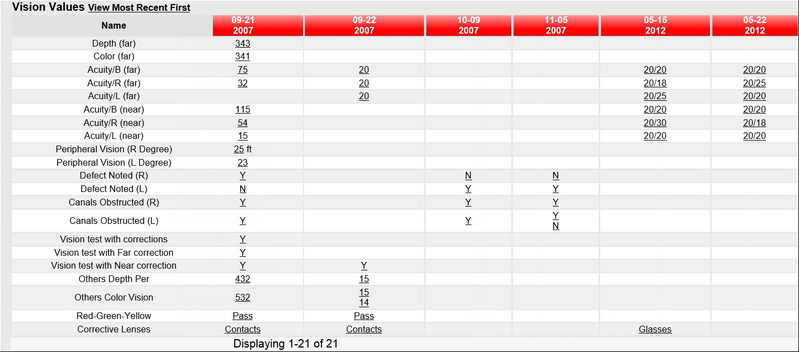 Vision Values View Most Recent First
Name 09-21 2007 09-22 2007 10-09 2007 11-05 2007 05-15 2012 05-22 2012
Depth (far) 343
Color (far) 341
Acuity/B (far) 75 20 20/20 20/20
Acuity/R (far) 32 20 20/18 20/25
Acuity/L (far) 20 20/25 20/20
Acuity/B (near) 115 20/20 20/20
Acuity/R (near) 54 20/30 20/18
Acuity/L (near) 15 20/20 20/20
Peripheral Vision (R Degree) 25 ft
Peripheral Vision (L Degree) 23
Defect Noted (R) Y N Y
Defect Noted (L) N Y Y
Canals Obstructed (R) Y Y Y
Canals Obstructed (L) Y Y Y N
Vision test with corrections Y
Vision test with Far correction Y
Vision test with Near correction Y Y
Others Depth Per 432 15
Others Color Vision 532 15 14
Red-Green-Yellow Pass Pass
Corrective Lenses Contacts Contacts Glasses
Displaying 1-21 of 21